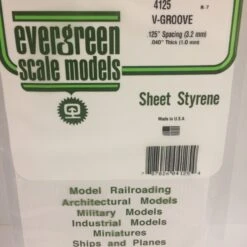 4125
K-7
V-GROOVE
.125" Spacing (3.2 mm)
.040" Thick (1.0 mm)
evergreen
scale models
Sheet Styrene
Made in U.S.A
Model Railroading
Architectural Models
Military Models
Industrial Models
Miniatures
Ships and Planes